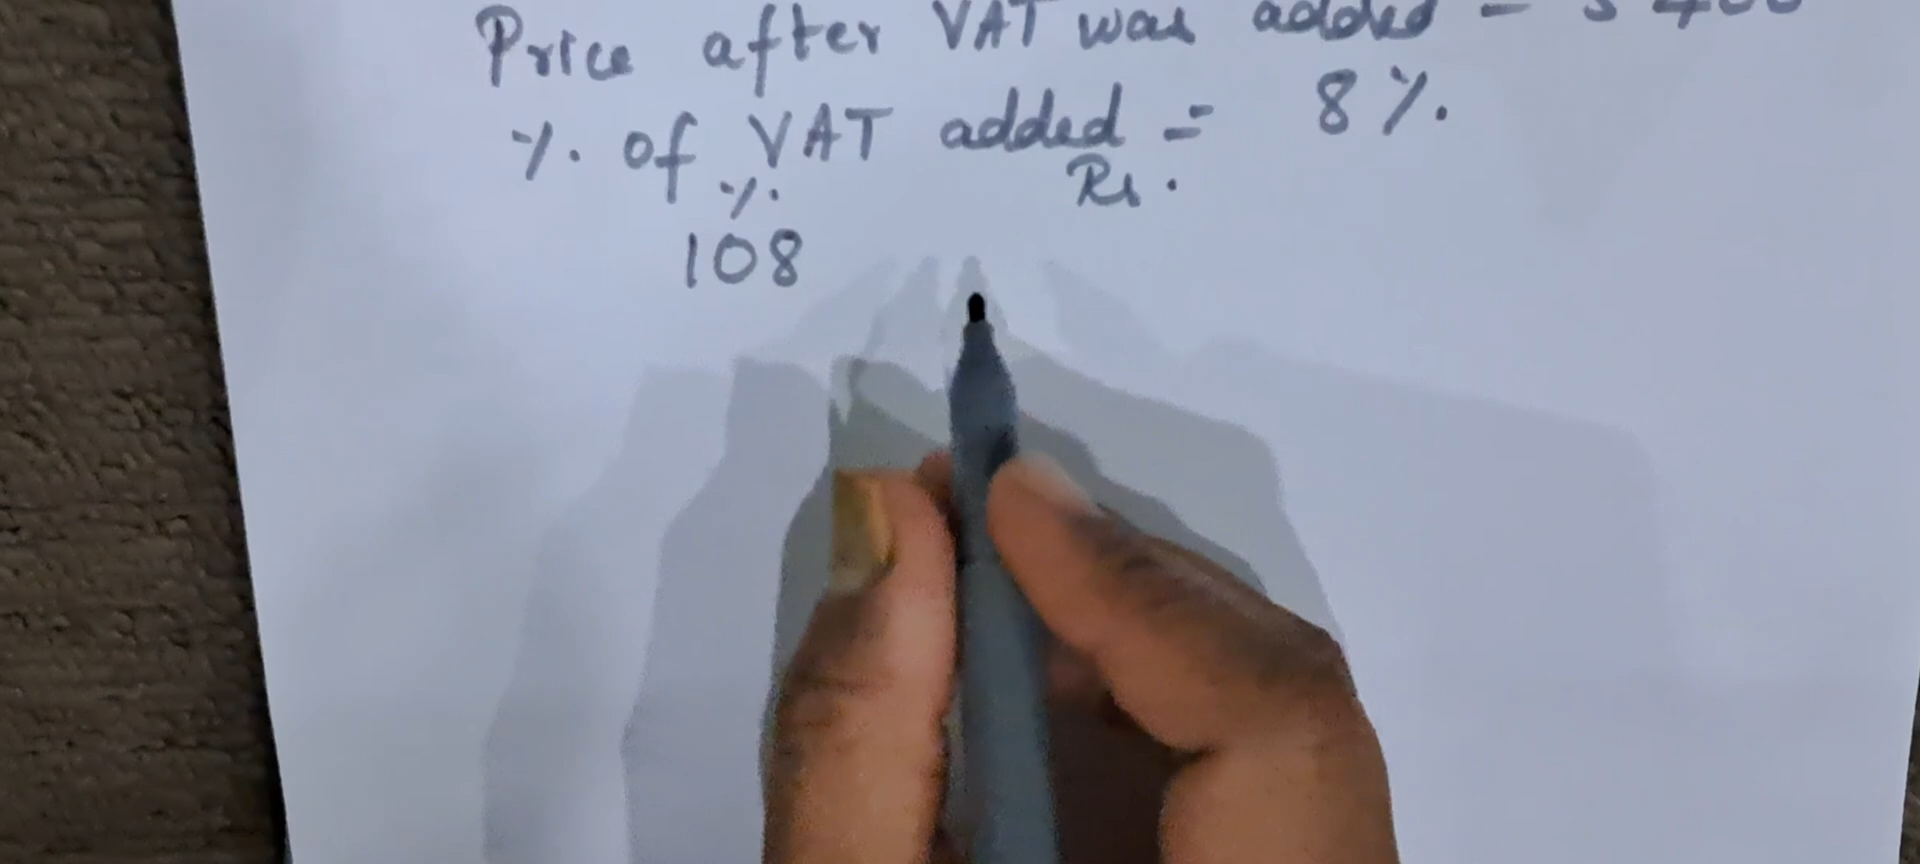 Price after VAT was added =
%. of VAT added = 8%.
%. Rs.
108